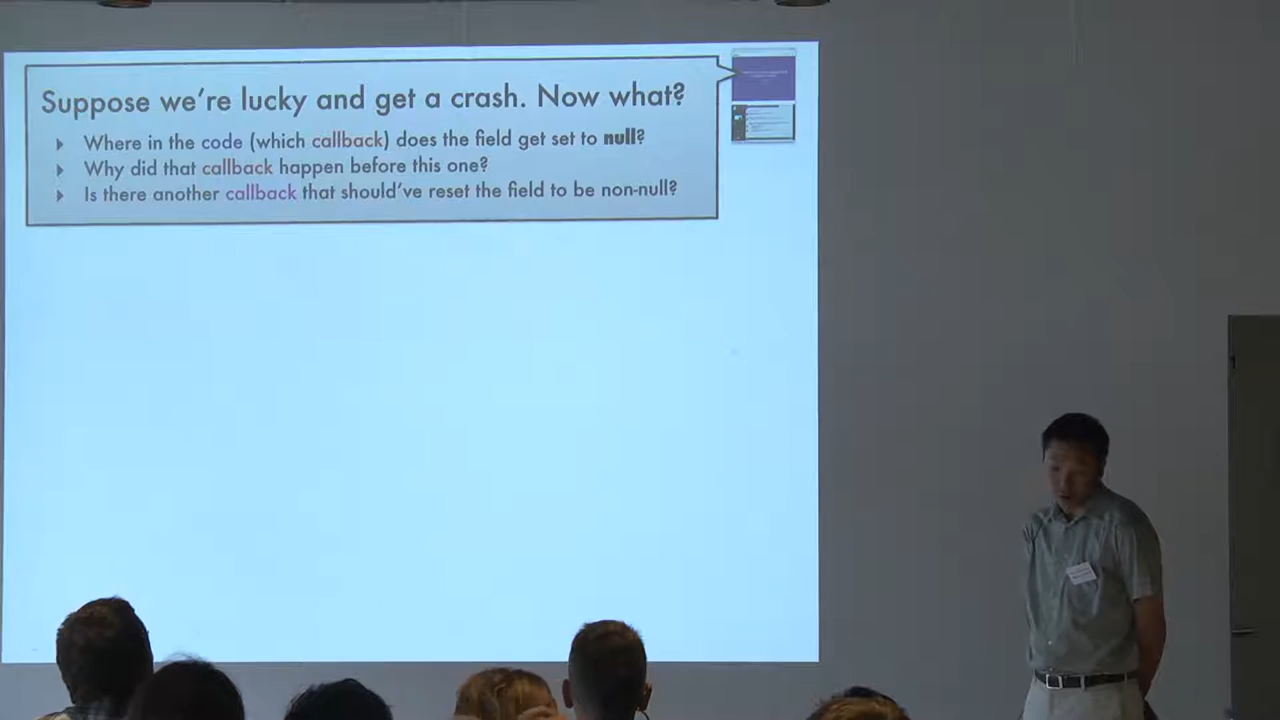 Suppose we're lucky and get a crash. Now what?
Where in the code (which callback) does the field get set to null?
Why did that callback happen before this one?
Is there another callback that should've reset the field to be non-null?